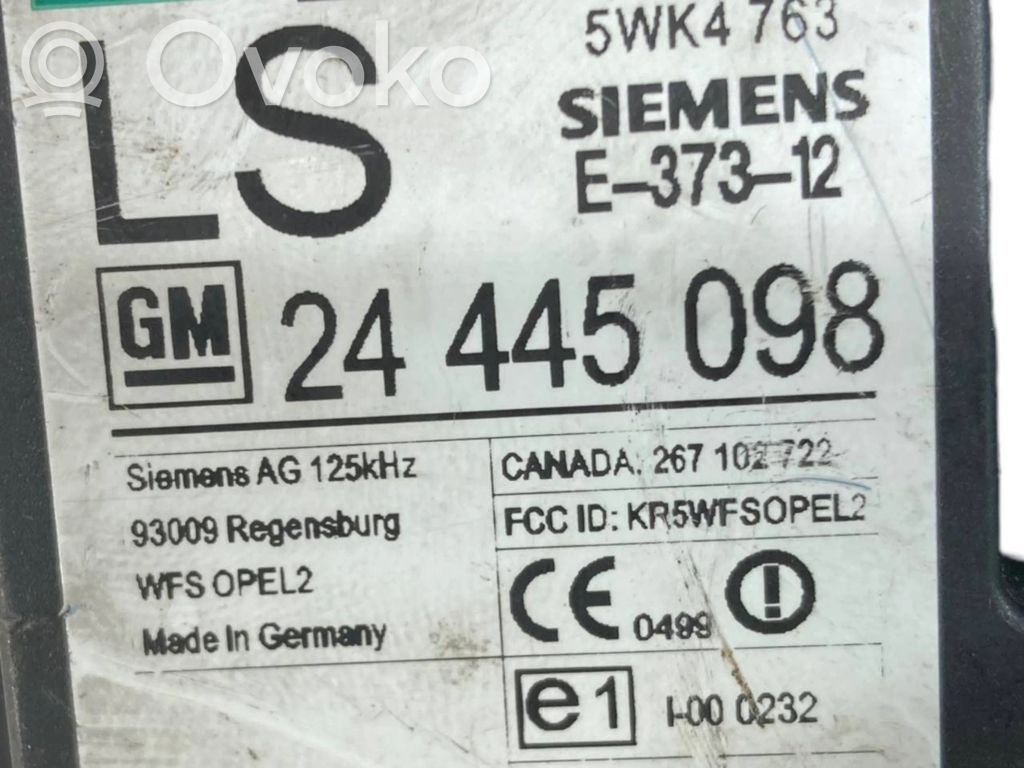 Ovoko
LS
5WK4 763
SIEMENS
E-373-12
GM
24 445 098
Siemens AG 125kHz
93009 Regensburg
WFS OPEL2
Made In Germany
CANADA: 267 102 722
FCC ID: KR5WFSOPEL2
CE 0499
e1 I-00 0232